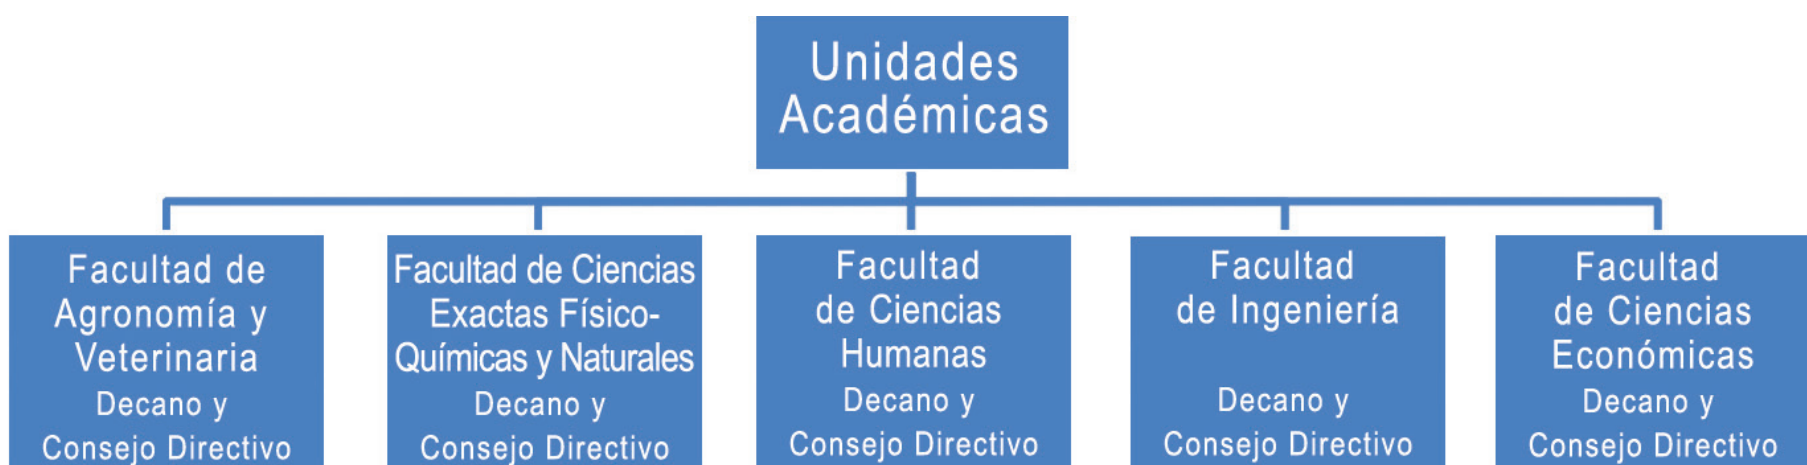 Unidades
Académicas
Facultad de
Agronomía y
Veterinaria
Decano y
Consejo Directivo
Facultad de Ciencias
Exactas Físico-
Químicas y Naturales
Decano y
Consejo Directivo
Facultad
de Ciencias
Humanas
Decano y
Consejo Directivo
Facultad
de Ingeniería
Decano y
Consejo Directivo
Facultad
de Ciencias
Económicas
Decano y
Consejo Directivo